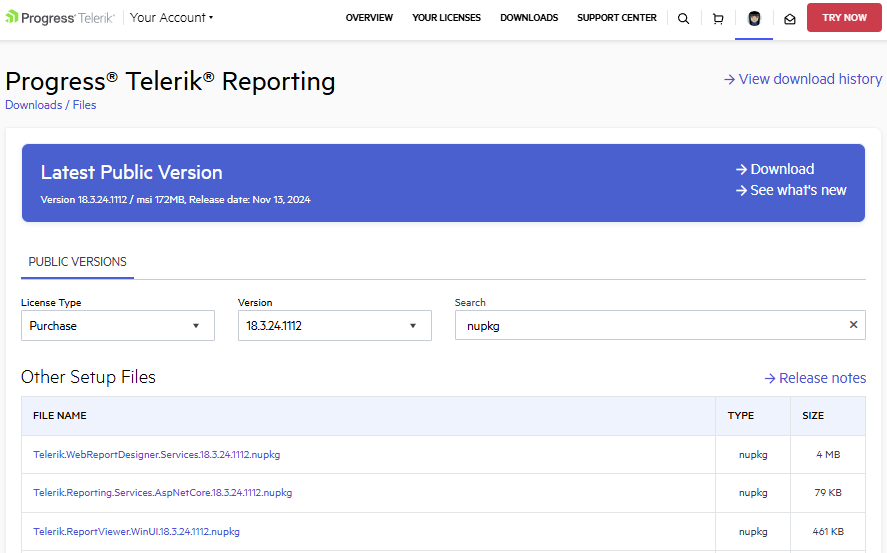 Progress® Telerik® Your Account OVERVIEW YOUR LICENSES DOWNLOADS SUPPORT CENTER TRY NOW
Progress® Telerik® Reporting
View download history
Downloads / Files
Latest Public Version
Download
Version 18.3.24.1112 / msi 172MB, Release date: Nov 13, 2024
See what's new
PUBLIC VERSIONS
License Type Version Search
Purchase 18.3.24.1112 nupkg
Other Setup Files
Release notes
FILE NAME TYPE SIZE
Telerik.WebReportDesigner.Services.18.3.24.1112.nupkg nupkg 4 MB
Telerik.Reporting.Services.AspNetCore.18.3.24.1112.nupkg nupkg 79 KB
Telerik.ReportViewer.WinUI.18.3.24.1112.nupkg nupkg 461 KB